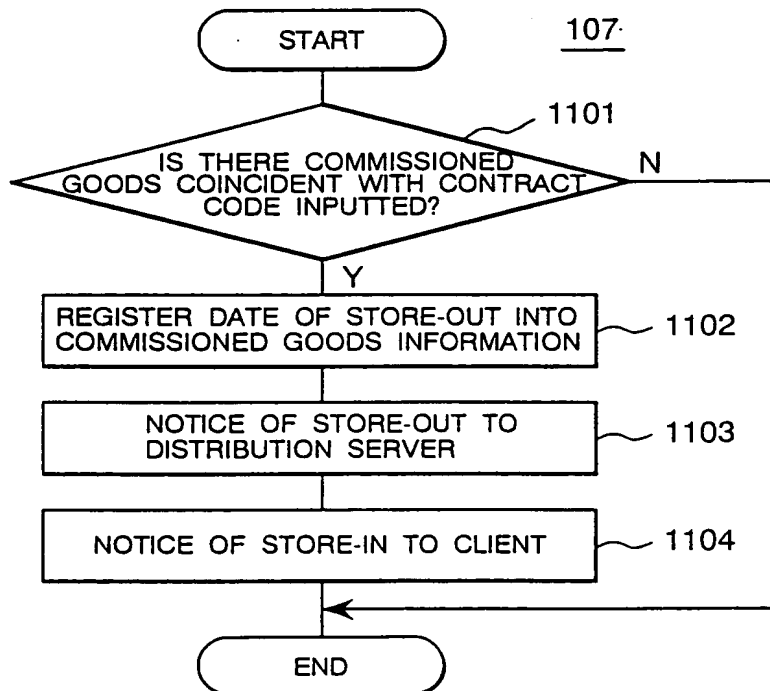 START
107
1101
IS THERE COMMISSIONED
GOODS COINCIDENT WITH CONTRACT
CODE INPUTTED?
N
Y
REGISTER DATE OF STORE-OUT INTO
COMMISSIONED GOODS INFORMATION
1102
NOTICE OF STORE-OUT TO
DISTRIBUTION SERVER
1103
NOTICE OF STORE-IN TO CLIENT
1104
END